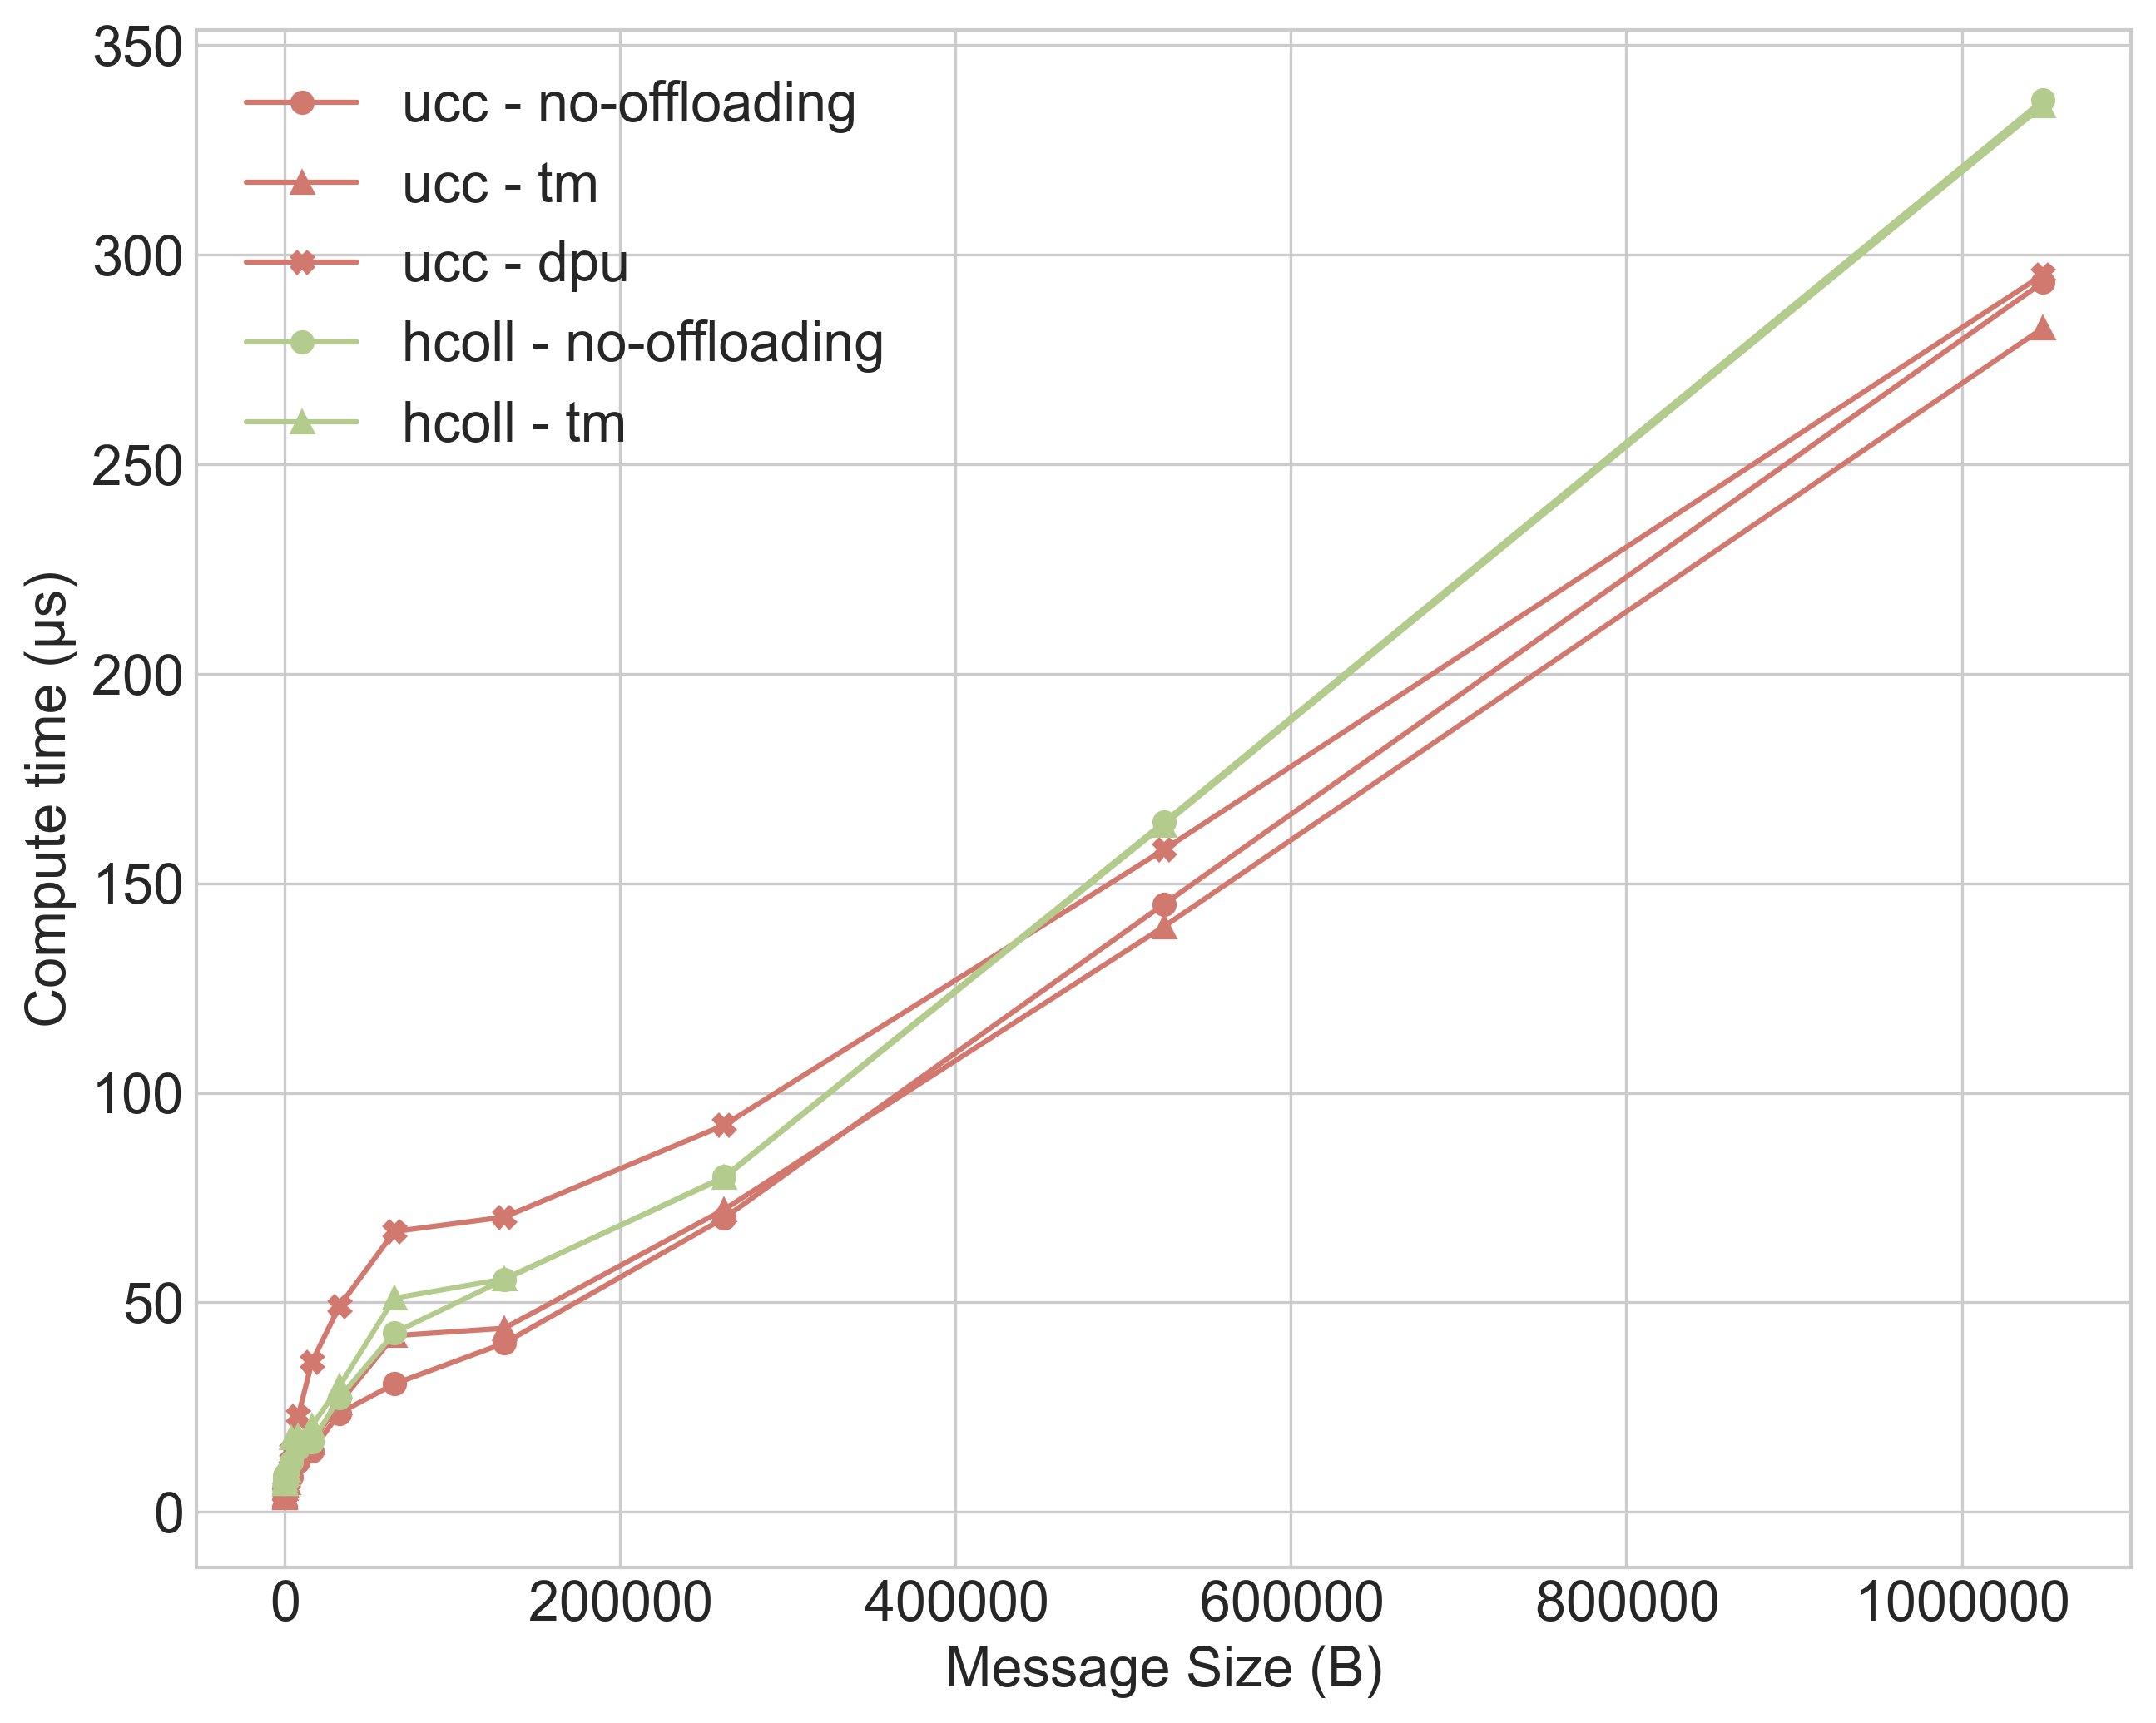 350
300
250
200
150
100
50
0
Compute time (μs)
ucc - no-offloading
ucc - tm
ucc - dpu
hcoll - no-offloading
hcoll - tm
0 200000 400000 600000 800000 1000000
Message Size (B)